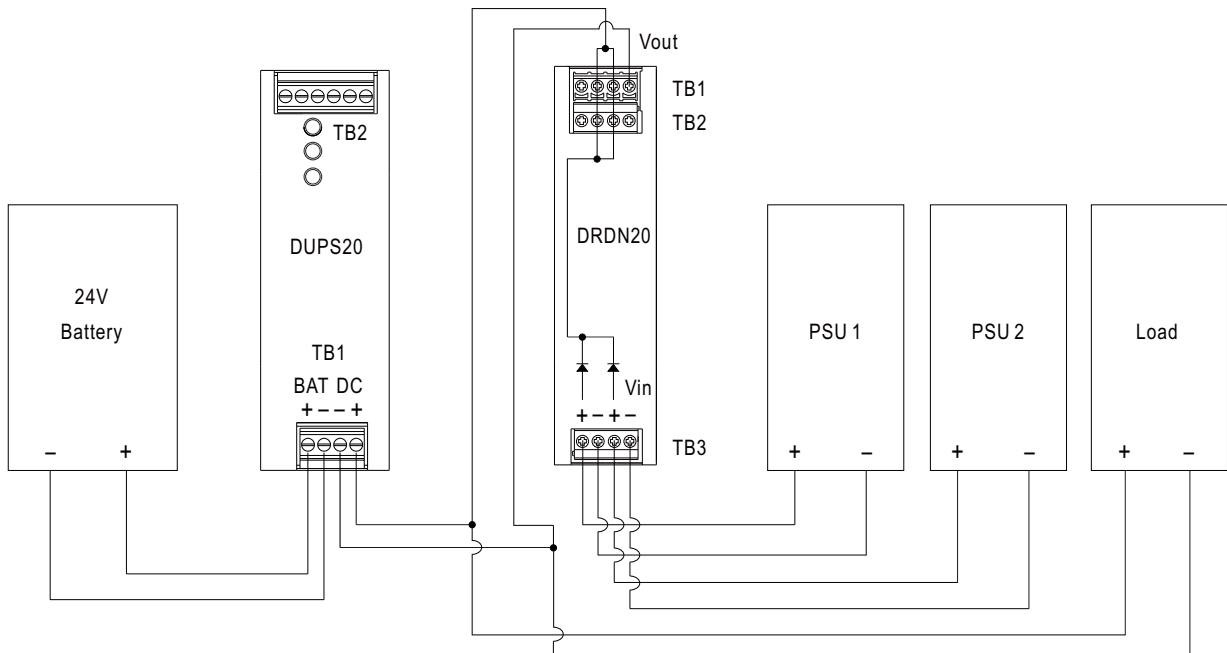 Vout
TB1
TB2
TB2
DUPS20
DRDN20
24V
Battery
PSU 1
PSU 2
Load
TB1
BAT DC
Vin
+ − − +
+ − + −
TB3
− +
+ −
+ −
+ −